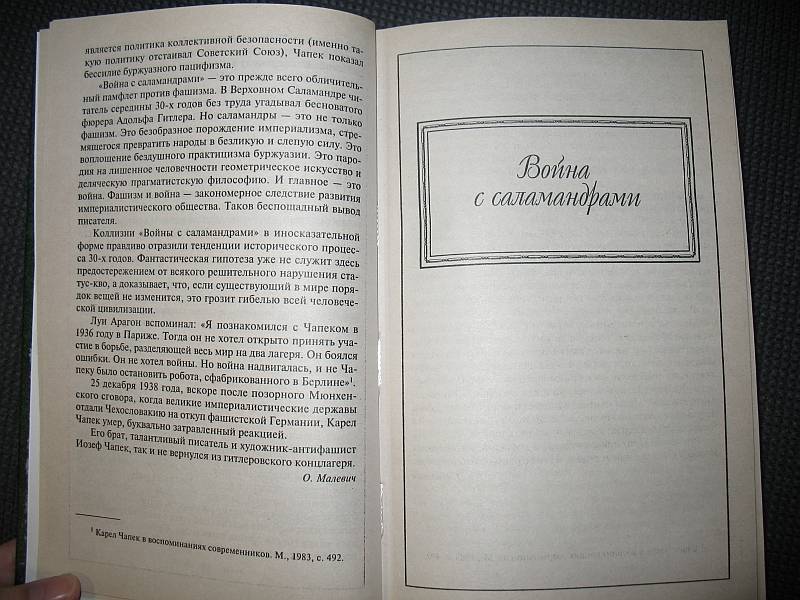 является политика коллективной безопасности (именно та-
кую политику отстаивал Советский Союз), Чапек показал
бессилие буржуазного пацифизма.
«Война с саламандрами» — это прежде всего обличитель-
ный памфлет против фашизма. В Верховном Саламандре чи-
татель середины 30-х годов без труда угадывал бесноватого
фюрера Адольфа Гитлера. Но саламандры — это не только
фашизм. Это безобразное порождение империализма, стре-
мящегося превратить народы в безликую и слепую силу. Это
воплощение бездушного практицизма буржуазии. Это паро-
дия на лишенное человечности геометрическое искусство и
деляческую прагматистскую философию. И главное — это
война. Фашизм и война — закономерное следствие развития
империалистического общества. Таков беспощадный вывод
писателя.
Коллизии «Войны с саламандрами» в иносказательной
форме правдиво отразили тенденции исторического процес-
са 30-х годов. Фантастическая гипотеза уже не служит здесь
предостережением от всякого решительного нарушения ста-
тус-кво, а доказывает, что, если существующий в мире поря-
док вещей не изменится, это грозит гибелью всей человече-
ской цивилизации.
Луи Арагон вспоминал: «Я познакомился с Чапеком в
1936 году в Париже. Тогда он не хотел открыто принять уча-
стие в борьбе, разделяющей весь мир на два лагеря. Он боялся
ошибки. Он не хотел войны. Но война надвигалась, и не Ча-
пеку было остановить робота, сфабрикованного в Берлине»¹.
25 декабря 1938 года, вскоре после позорного Мюнхен-
ского сговора, когда великие империалистические державы
отдали Чехословакию на откуп фашистской Германии, Карел
Чапек умер, буквально затравленный реакцией.
Его брат, талантливый писатель и художник-антифашист
Йозеф Чапек, так и не вернулся из гитлеровского концлагеря.
О. Малевич
¹ Карел Чапек в воспоминаниях современников. М., 1983, с. 492.
Война
с саламандрами